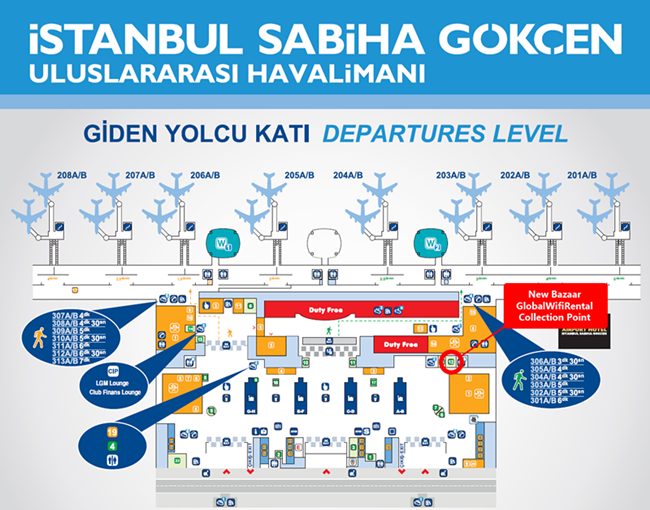 İSTANBUL SABİHA GÖKÇEN
ULUSLARARASI HAVALİMANI
GİDEN YOLCU KATI DEPARTURES LEVEL
208A/B 207A/B 206A/B 205A/B 204A/B 203A/B 202A/B 201A/B
W1 W2
New Bazaar
GlobalWifiRental
Collection Point
Duty Free
Duty Free
AIRPORT HOTEL
307A/B 4dk
308A/B 4dk 30sn
309A/B 5dk
310A/B 5dk 30sn
311A/B 6dk
312A/B 6dk 30sn
313A/B 7dk
CIP
LGM Lounge
Club Finans Lounge
306A/B 3dk 30sn
305A/B 4dk
304A/B 4dk 30sn
303A/B 5dk
302A/B 5dk 30sn
301A/B 6dk
19
4